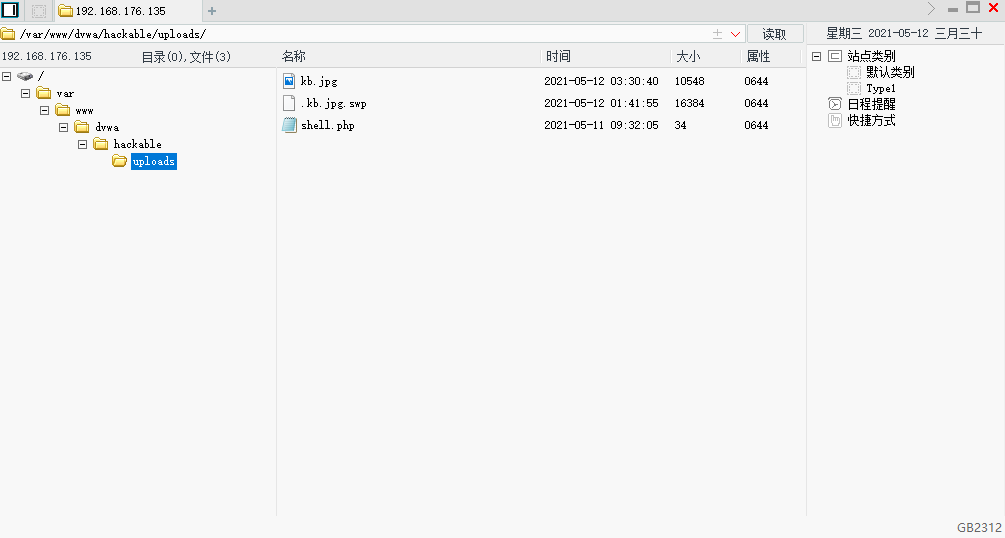 192.168.176.135
/var/www/dvwa/hackable/uploads/ 读取 星期三 2021-05-12 三月三十
192.168.176.135 目录(0),文件(3) 名称 时间 大小 属性
/
var
www
dvwa
hackable
uploads
kb.jpg 2021-05-12 03:30:40 10548 0644
.kb.jpg.swp 2021-05-12 01:41:55 16384 0644
shell.php 2021-05-11 09:32:05 34 0644
站点类别
默认类别
Type1
日程提醒
快捷方式
GB2312